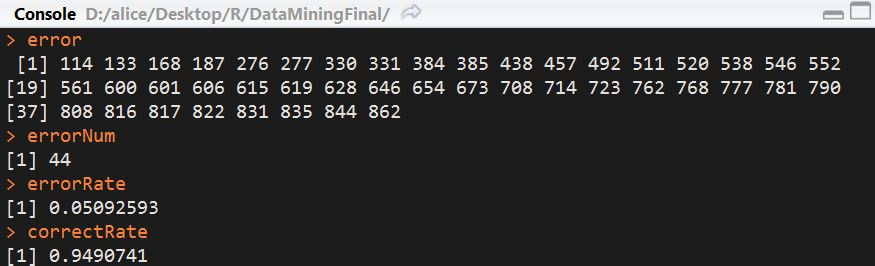 Console D:/alice/Desktop/R/DataMiningFinal/
> error
[1] 114 133 168 187 276 277 330 331 384 385 438 457 492 511 520 538 546 552
[19] 561 600 601 606 615 619 628 646 654 673 708 714 723 762 768 777 781 790
[37] 808 816 817 822 831 835 844 862
> errorNum
[1] 44
> errorRate
[1] 0.05092593
> correctRate
[1] 0.9490741